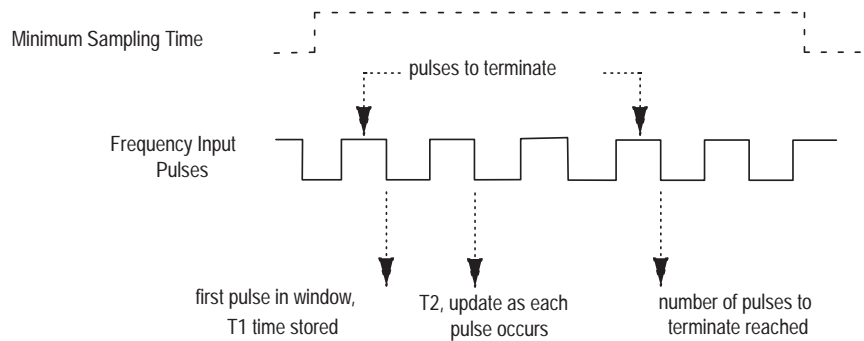 Minimum Sampling Time
pulses to terminate
Frequency Input
Pulses
first pulse in window,
T1 time stored
T2, update as each
pulse occurs
number of pulses to
terminate reached